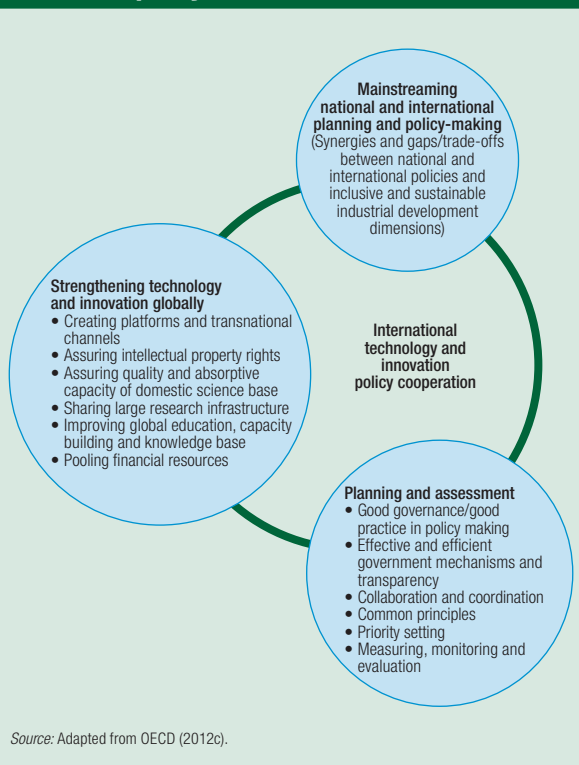 Mainstreaming
national and international
planning and policy-making
(Synergies and gaps/trade-offs
between national and
international policies and
inclusive and sustainable
industrial development
dimensions)
Strengthening technology
and innovation globally
• Creating platforms and transnational
channels
• Assuring intellectual property rights
• Assuring quality and absorptive
capacity of domestic science base
• Sharing large research infrastructure
• Improving global education, capacity
building and knowledge base
• Pooling financial resources
International
technology and
innovation
policy cooperation
Planning and assessment
• Good governance/good
practice in policy making
• Effective and efficient
government mechanisms and
transparency
• Collaboration and coordination
• Common principles
• Priority setting
• Measuring, monitoring and
evaluation
Source: Adapted from OECD (2012c).